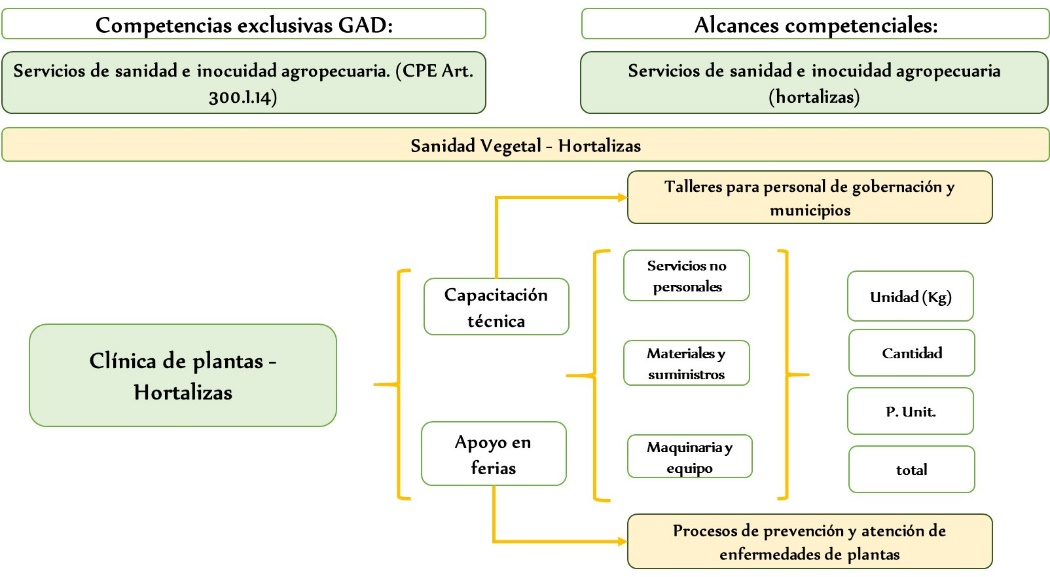 Competencias exclusivas GAD:
Alcances competenciales:
Servicios de sanidad e inocuidad agropecuaria. (CPE Art.
300.l.14)
Servicios de sanidad e inocuidad agropecuaria
(hortalizas)
Sanidad Vegetal - Hortalizas
Talleres para personal de gobernación y
municipios
Clínica de plantas -
Hortalizas
Capacitación
técnica
Apoyo en
ferias
Servicios no
personales
Materiales y
suministros
Maquinaria y
equipo
Unidad (Kg)
Cantidad
P. Unit.
total
Procesos de prevención y atención de
enfermedades de plantas